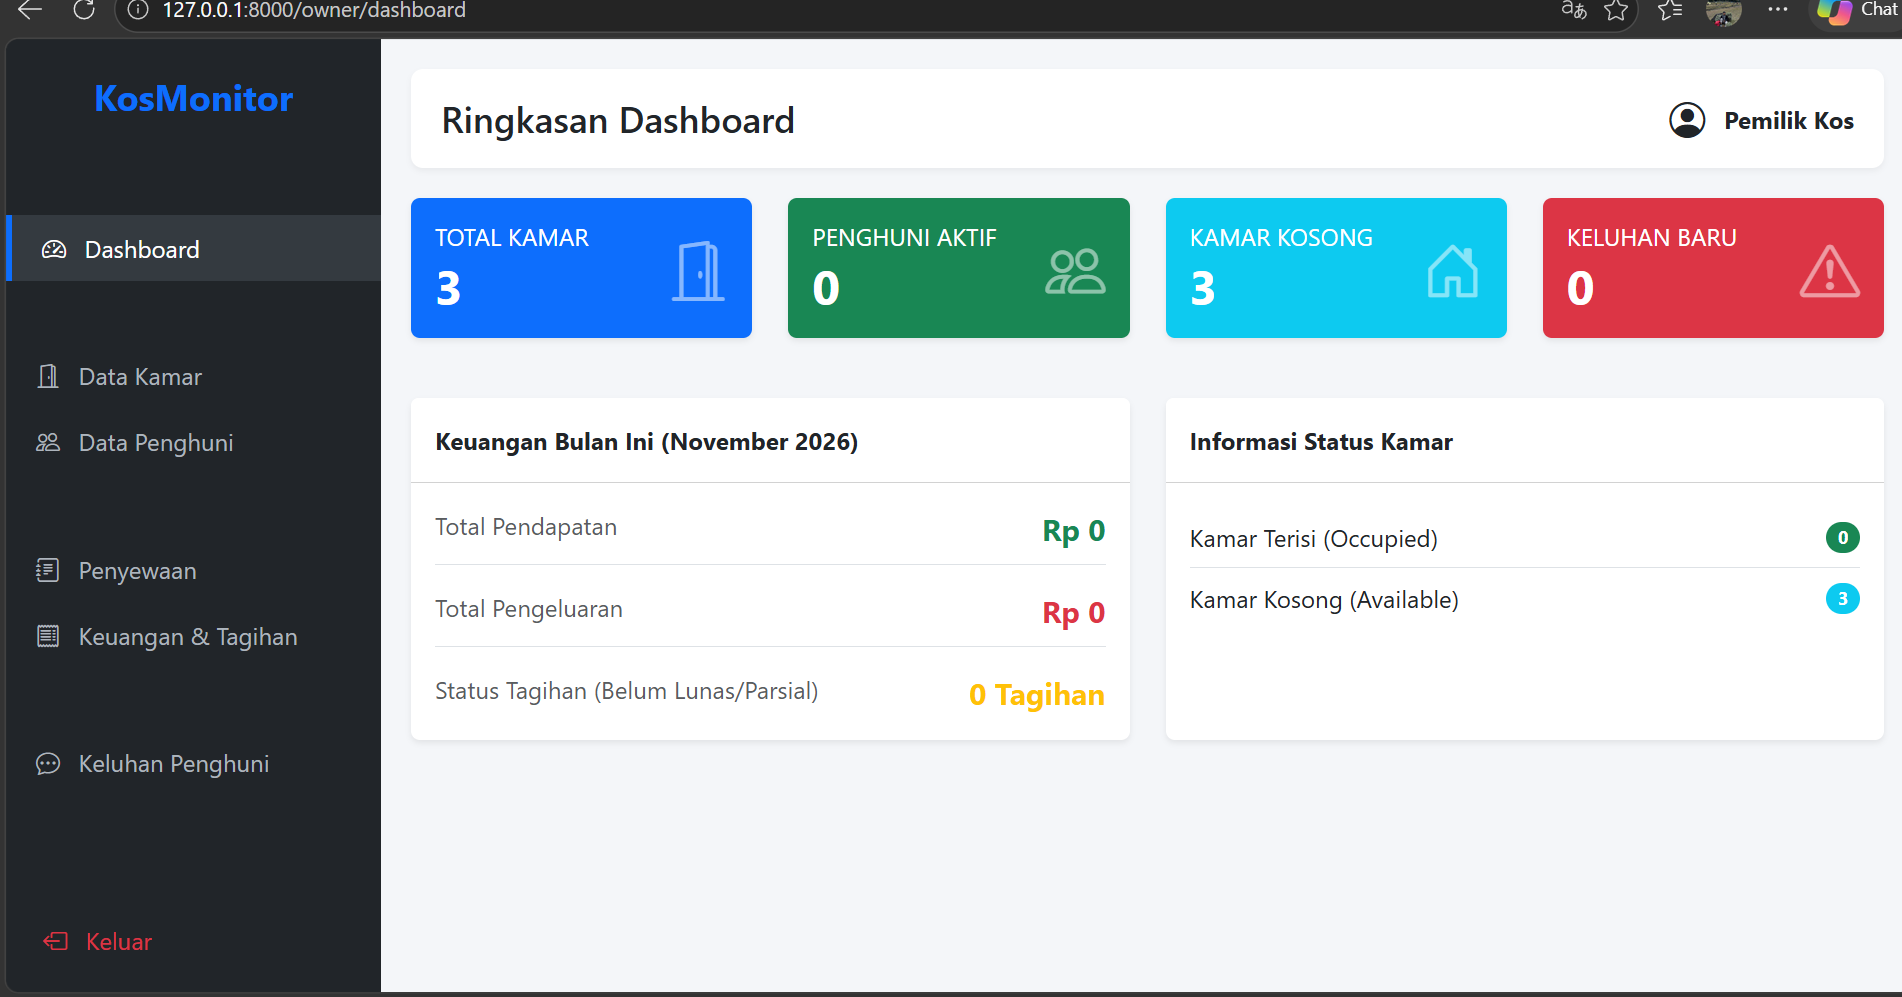 127.0.0.1:8000/owner/dashboard
Chat
KosMonitor
Dashboard
Data Kamar
Data Penghuni
Penyewaan
Keuangan & Tagihan
Keluhan Penghuni
Keluar
Ringkasan Dashboard
Pemilik Kos
TOTAL KAMAR
3
PENGHUNI AKTIF
0
KAMAR KOSONG
3
KELUHAN BARU
0
Keuangan Bulan Ini (November 2026)
Total Pendapatan Rp 0
Total Pengeluaran Rp 0
Status Tagihan (Belum Lunas/Parsial) 0 Tagihan
Informasi Status Kamar
Kamar Terisi (Occupied) 0
Kamar Kosong (Available) 3